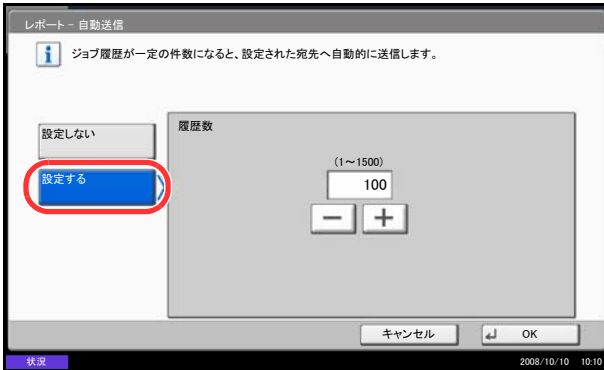 レポート - 自動送信
ジョブ履歴が一定の件数になると、設定された宛先へ自動的に送信します。
設定しない
履歴数
(1～1500)
設定する
100
キャンセル
OK
状況
2008/10/10 10:10